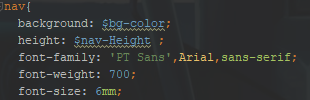 nav{
background: $bg-color;
height: $nav-Height ;
font-family: 'PT Sans',Arial,sans-serif;
font-weight: 700;
font-size: 6mm;